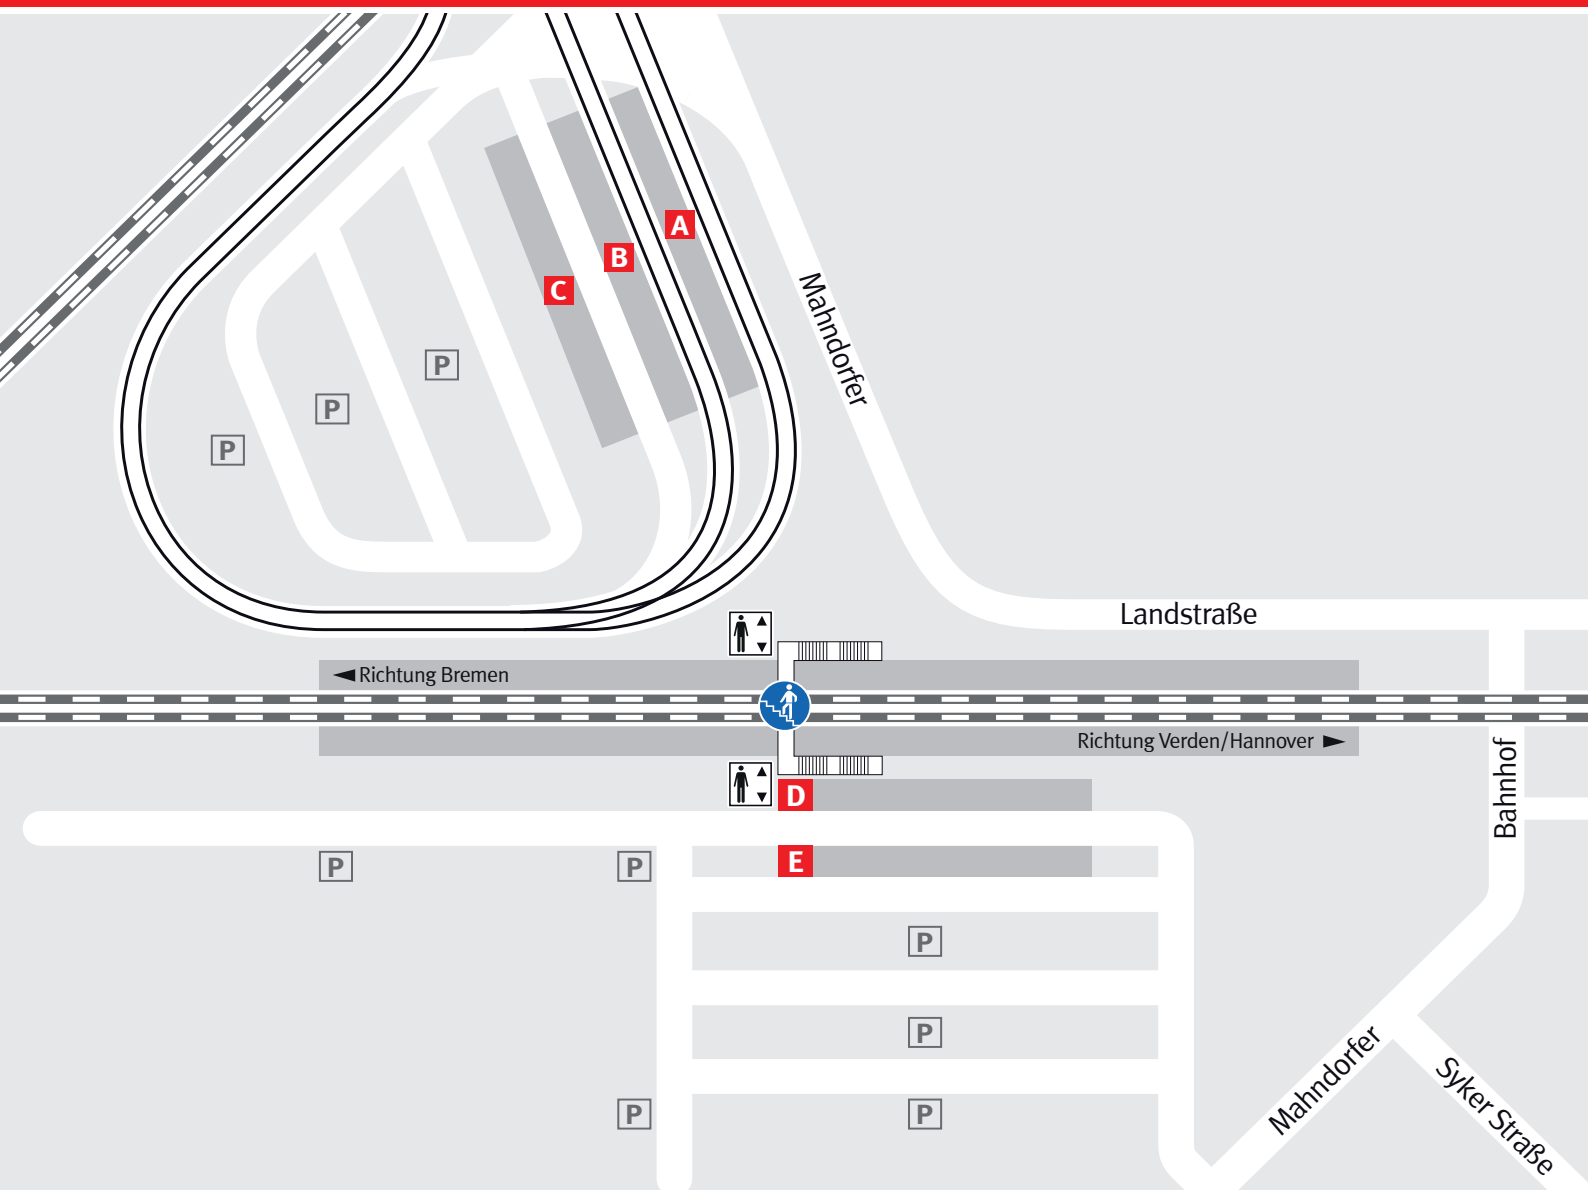 A
B
C
Mahndorfer
P
P
P
Landstraße
Richtung Bremen
Richtung Verden/Hannover
Bahnhof
D
E
P
P
P
P
P
P
Mahndorfer
Syker Straße